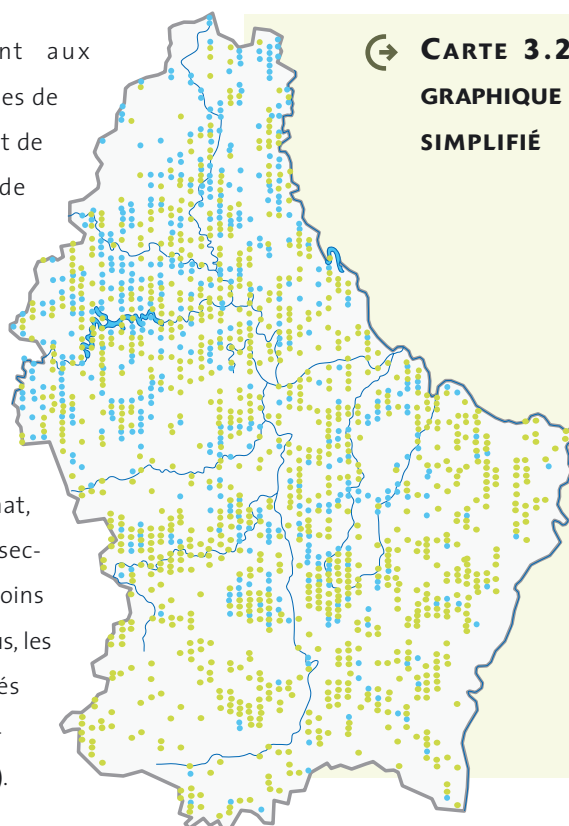 nt aux
es de
t de
de
CARTE 3.2
GRAPHIQUE
SIMPLIFIÉ
nat,
sec-
oins
us, les
és
).